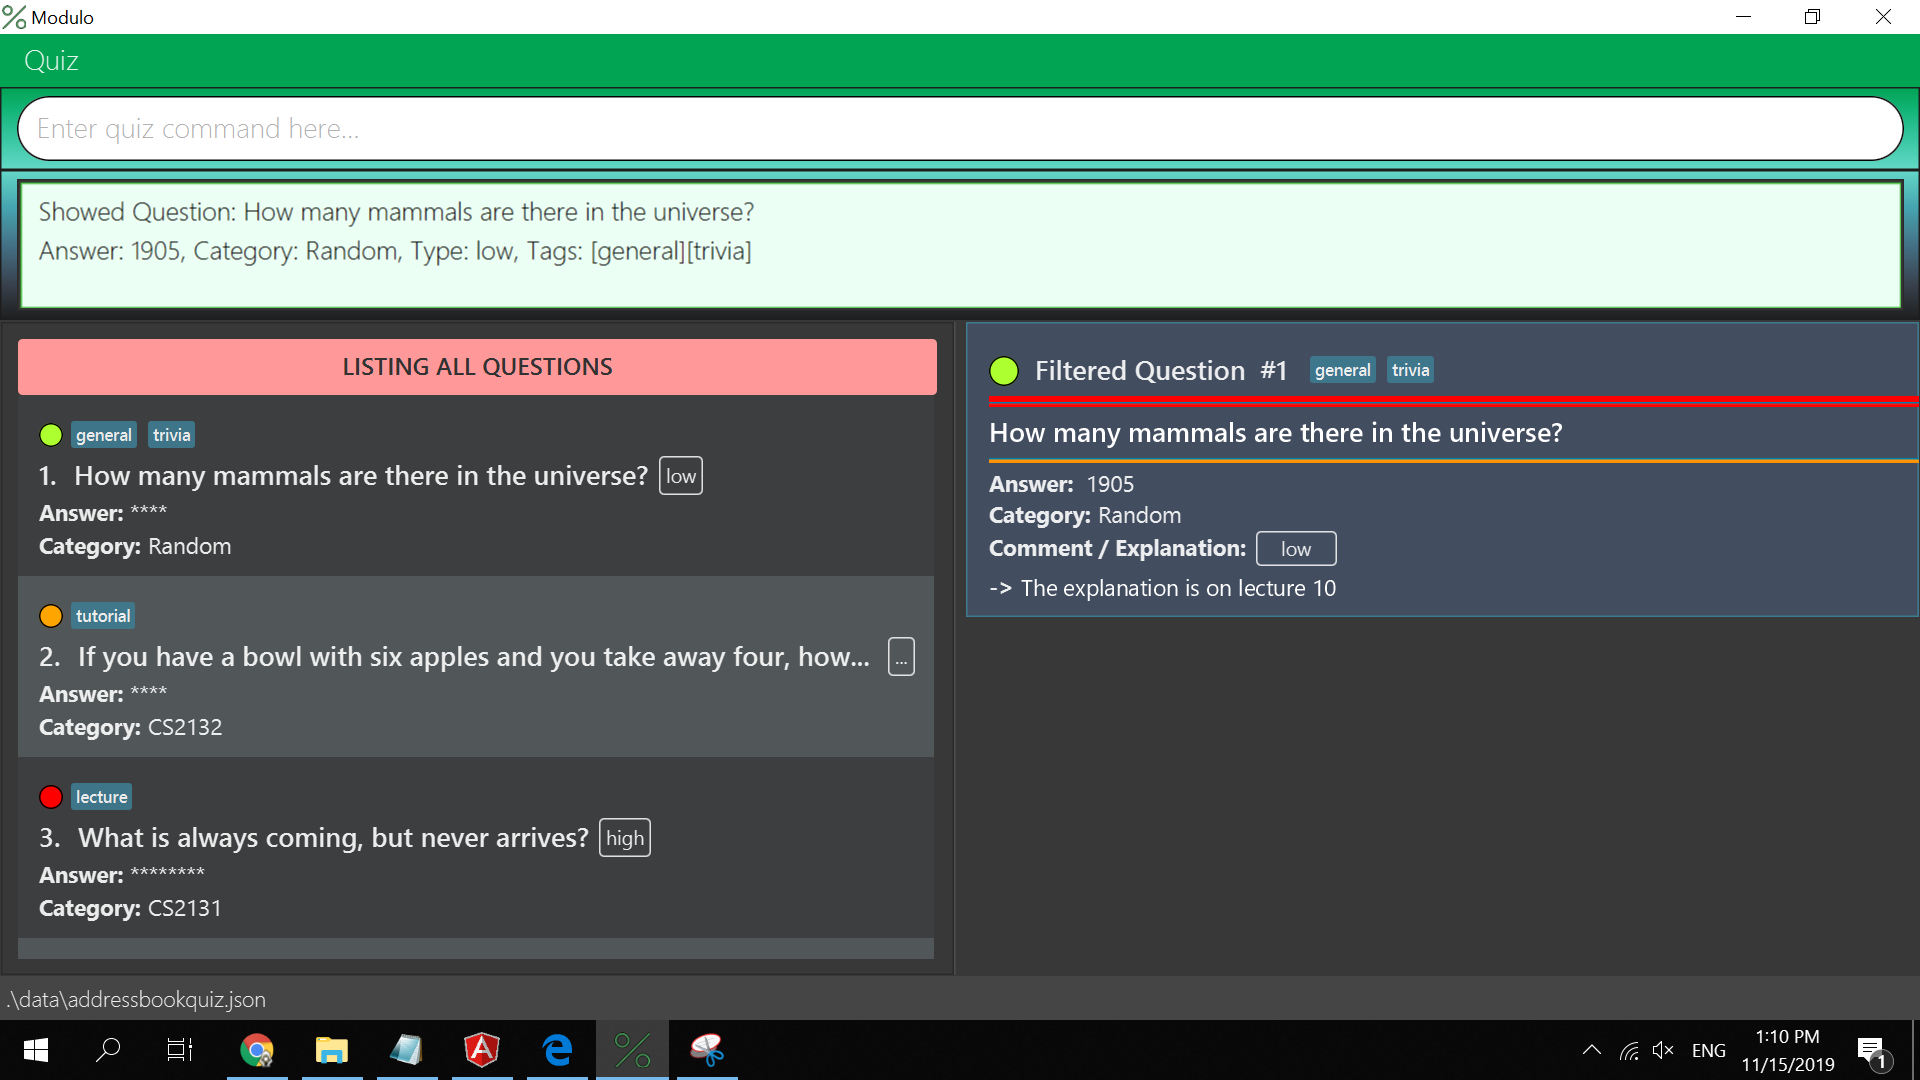 Modulo
Quiz
Enter quiz command here...
Showed Question: How many mammals are there in the universe?
Answer: 1905, Category: Random, Type: low, Tags: [general][trivia]
LISTING ALL QUESTIONS
general trivia
1. How many mammals are there in the universe? low
Answer: ****
Category: Random
tutorial
2. If you have a bowl with six apples and you take away four, how... ...
Answer: ****
Category: CS2132
lecture
3. What is always coming, but never arrives? high
Answer: ********
Category: CS2131
Filtered Question #1 general trivia
How many mammals are there in the universe?
Answer: 1905
Category: Random
Comment / Explanation: low
-> The explanation is on lecture 10
.\data\addressbookquiz.json
ENG
1:10 PM
11/15/2019
1